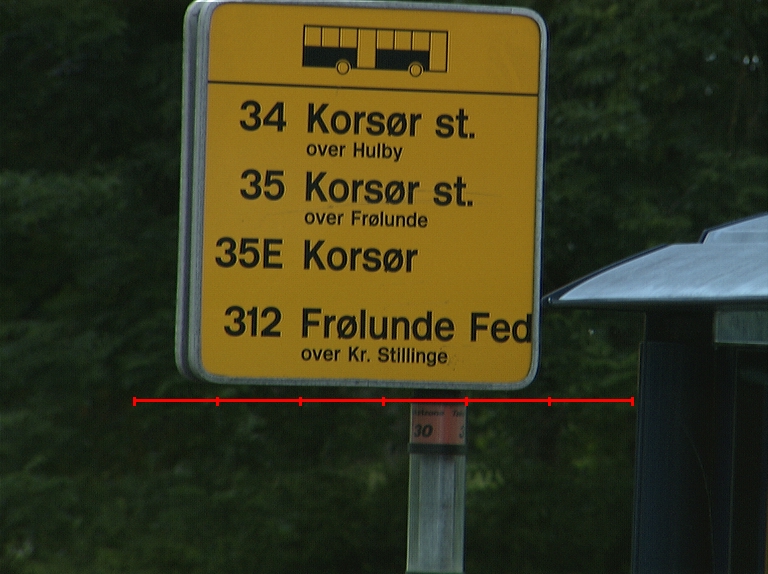 34 Korsør st.
over Hulby
35 Korsør st.
over Frølunde
35E Korsør
312 Frølunde Fed
over Kr. Stillinge
30